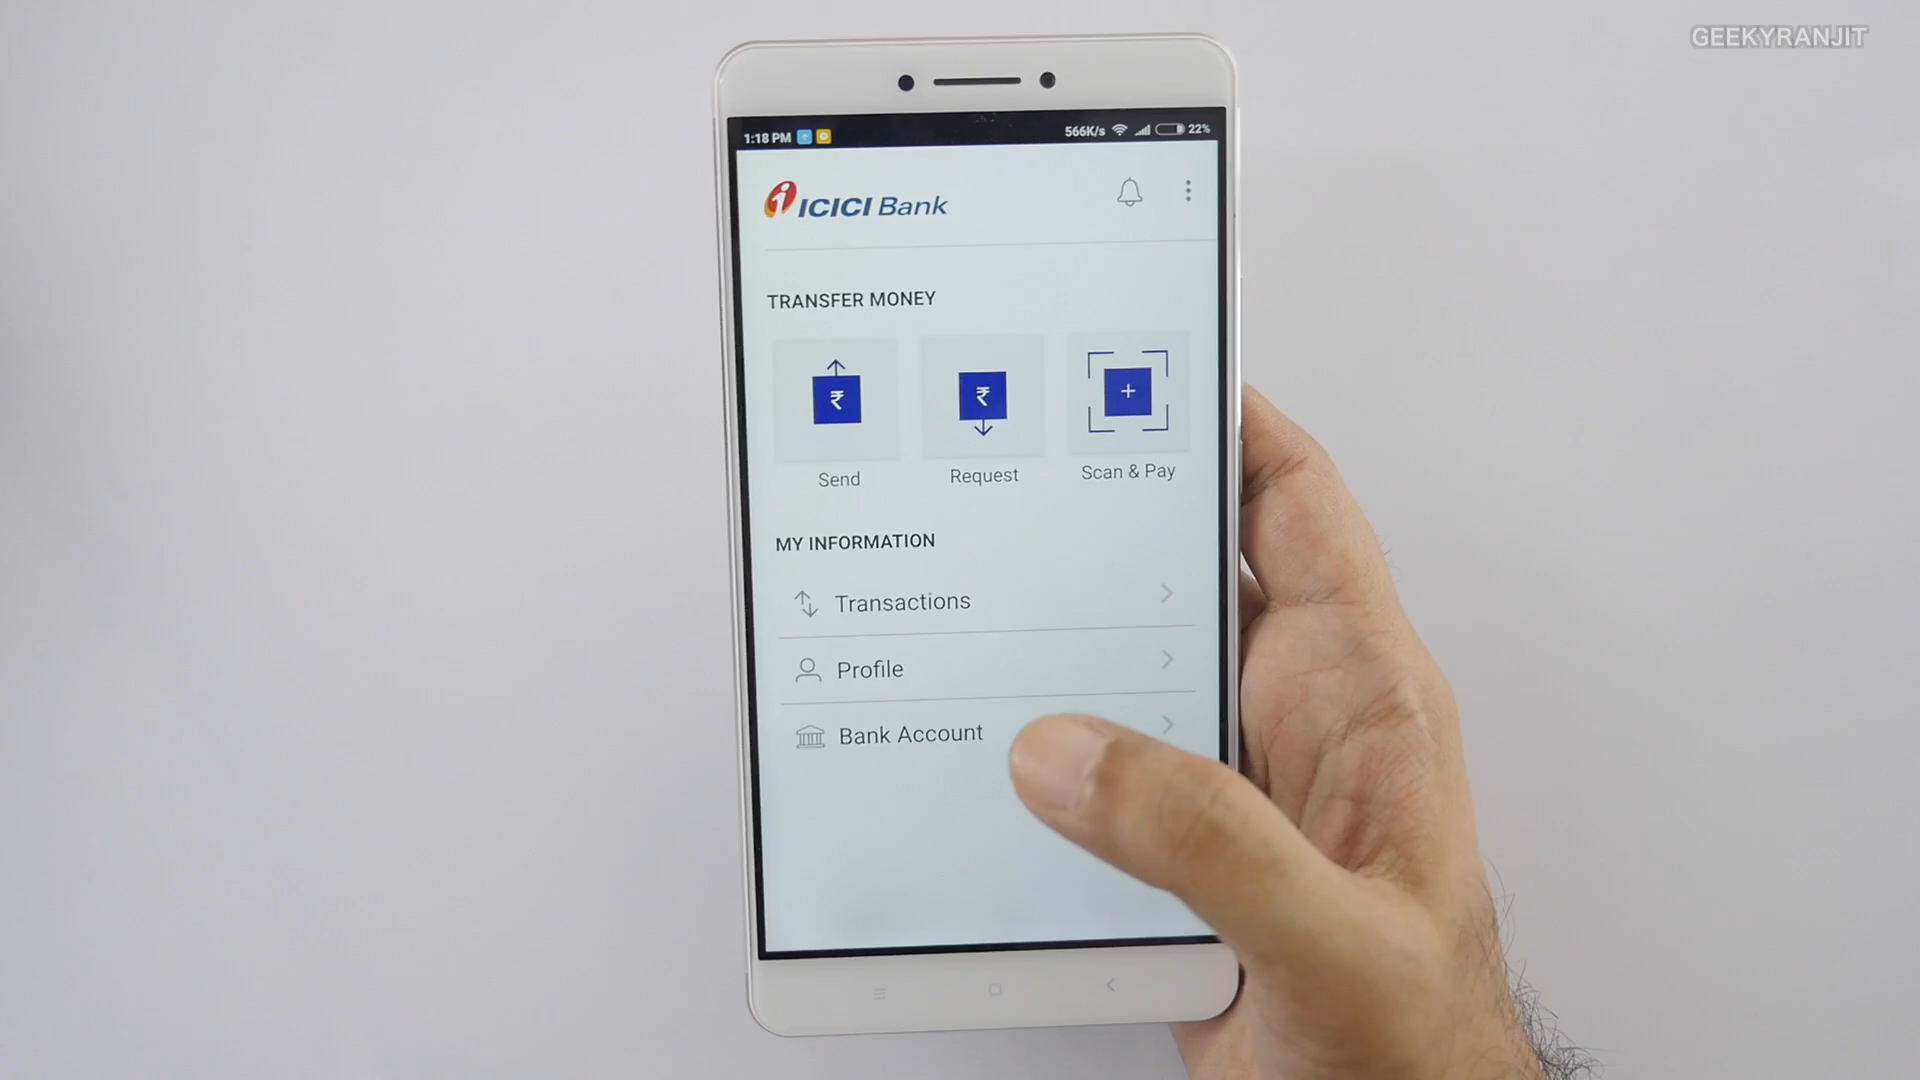 GEEKYRANJIT
1:18 PM 566K/s 22%
ICICI Bank
TRANSFER MONEY
₹ ₹ +
Send Request Scan & Pay
MY INFORMATION
Transactions
Profile
Bank Account